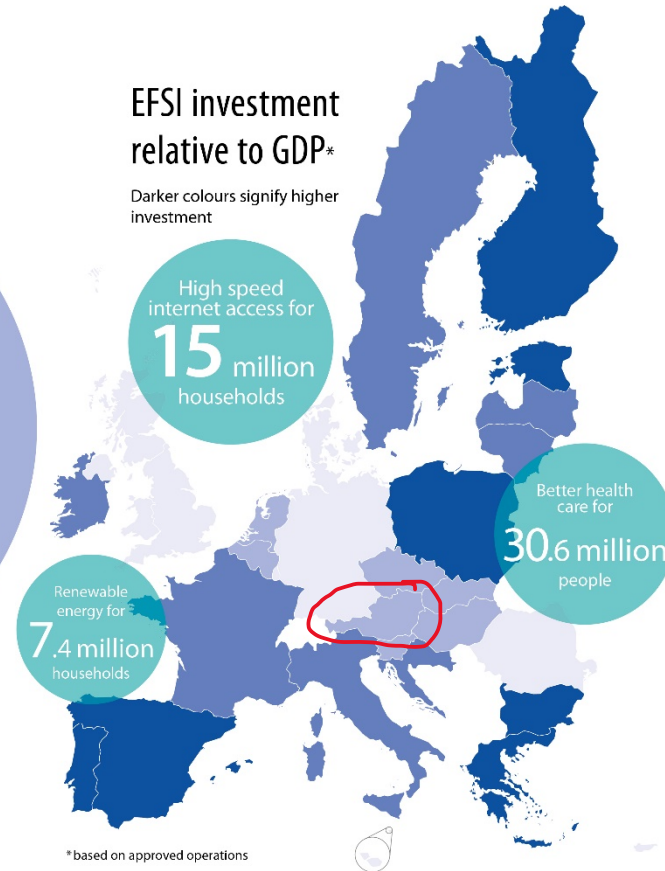 EFSI investment
relative to GDP*
Darker colours signify higher
investment
High speed
internet access for
15 million
households
Better health
care for
30.6 million
people
Renewable
energy for
7.4 million
households
*based on approved operations